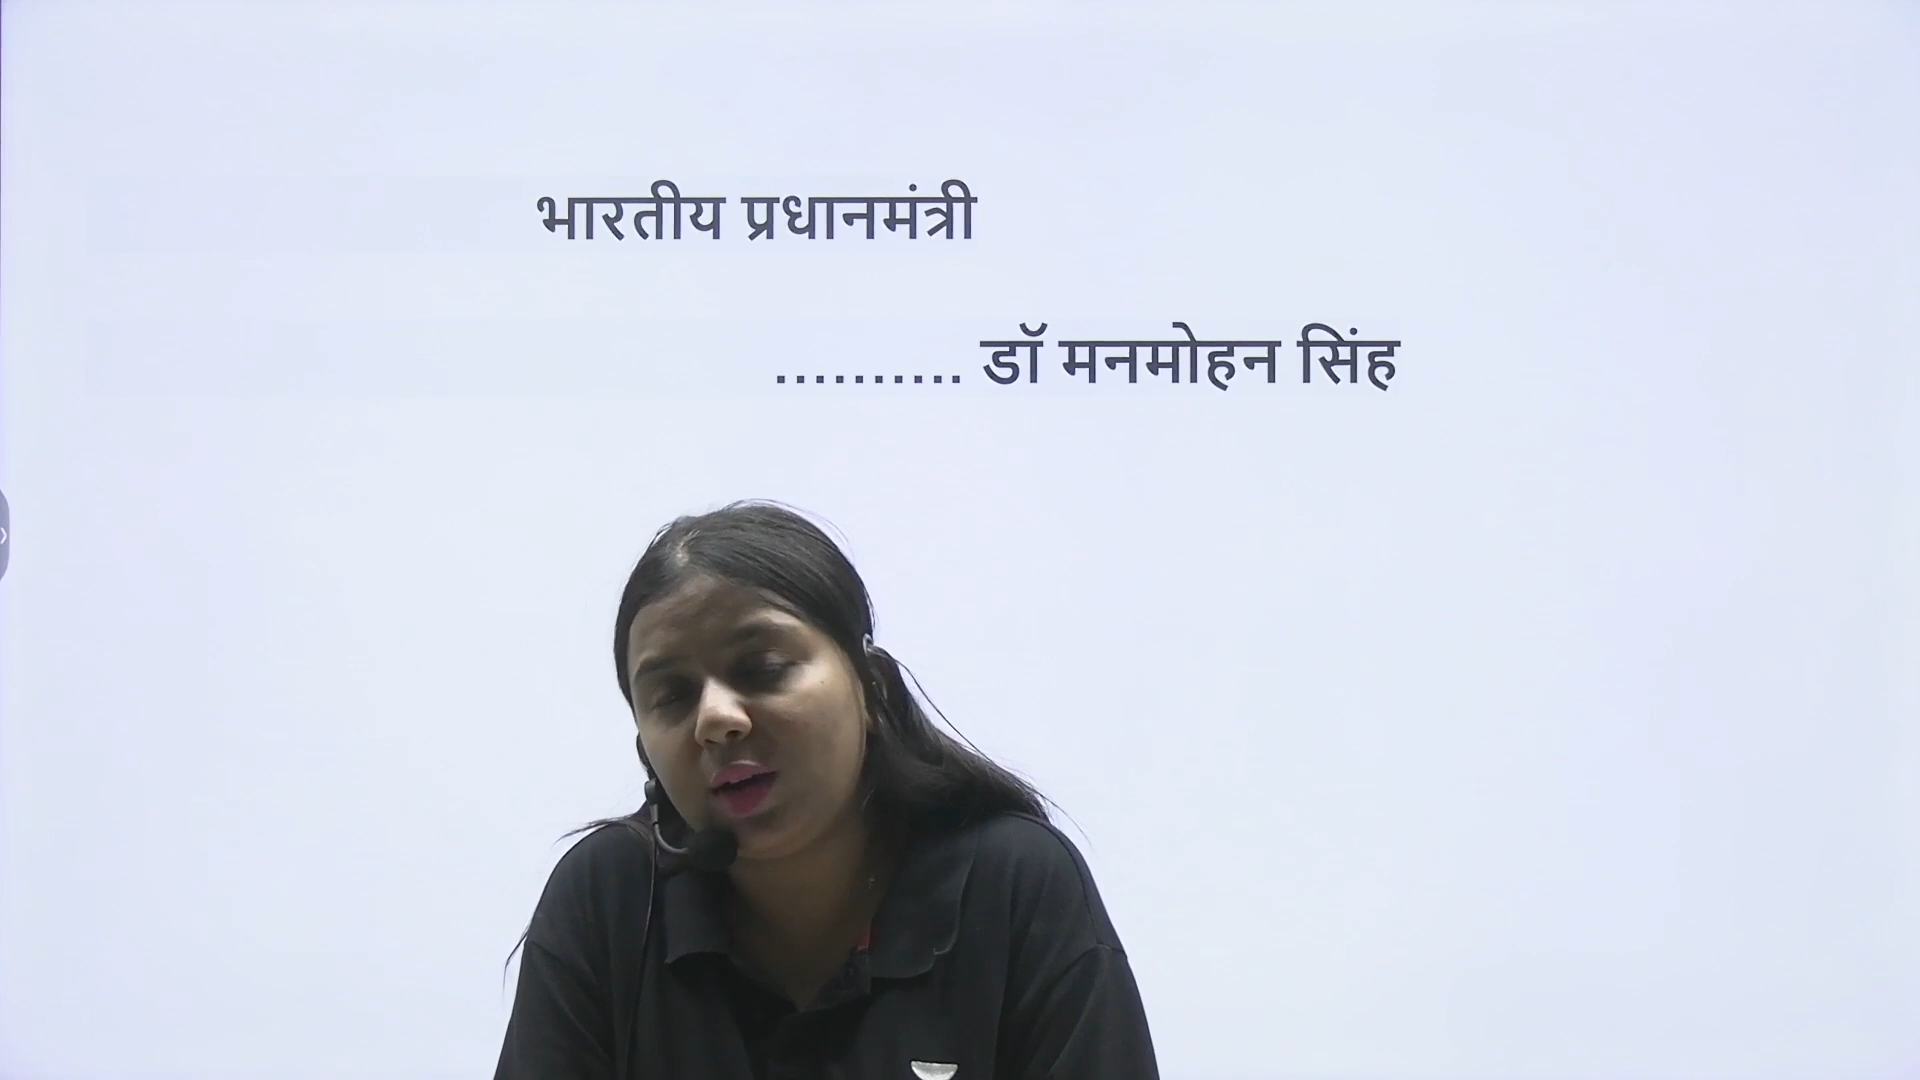 भारतीय प्रधानमंत्री
.......... डॉ मनमोहन सिंह